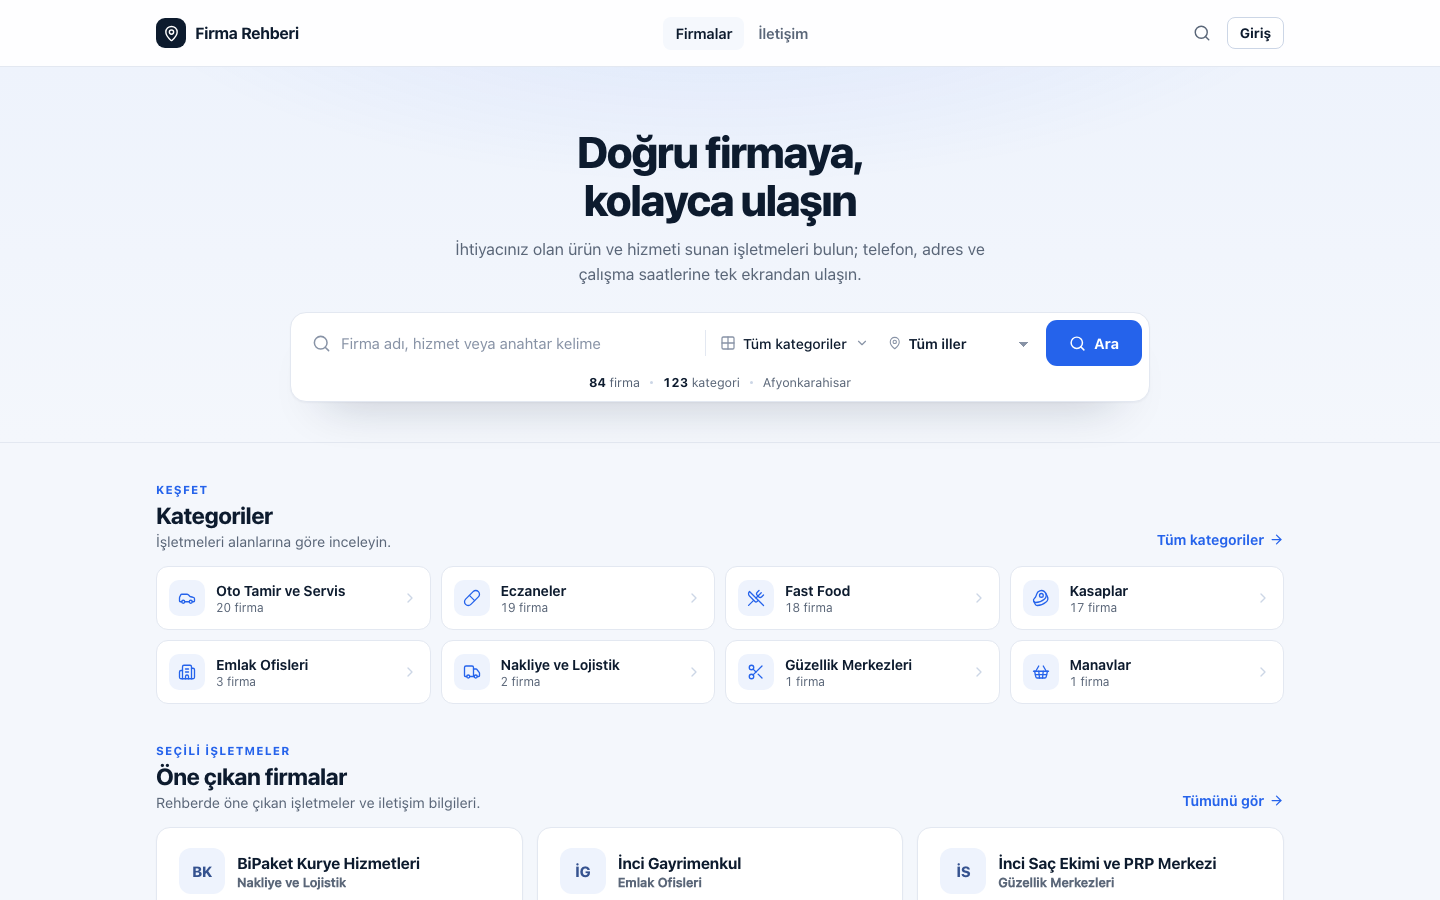 Firma Rehberi
Firmalar
İletişim
Giriş
Doğru firmaya,
kolayca ulaşın
İhtiyacınız olan ürün ve hizmeti sunan işletmeleri bulun; telefon, adres ve
çalışma saatlerine tek ekrandan ulaşın.
Firma adı, hizmet veya anahtar kelime
Tüm kategoriler
Tüm iller
Ara
84 firma • 123 kategori • Afyonkarahisar
KEŞFET
Kategoriler
İşletmeleri alanlarına göre inceleyin.
Tüm kategoriler →
Oto Tamir ve Servis
20 firma
Eczaneler
19 firma
Fast Food
18 firma
Kasaplar
17 firma
Emlak Ofisleri
3 firma
Nakliye ve Lojistik
2 firma
Güzellik Merkezleri
1 firma
Manavlar
1 firma
SEÇİLİ İŞLETMELER
Öne çıkan firmalar
Rehberde öne çıkan işletmeler ve iletişim bilgileri.
Tümünü gör →
BK
BiPaket Kurye Hizmetleri
Nakliye ve Lojistik
İG
İnci Gayrimenkul
Emlak Ofisleri
İS
İnci Saç Ekimi ve PRP Merkezi
Güzellik Merkezleri